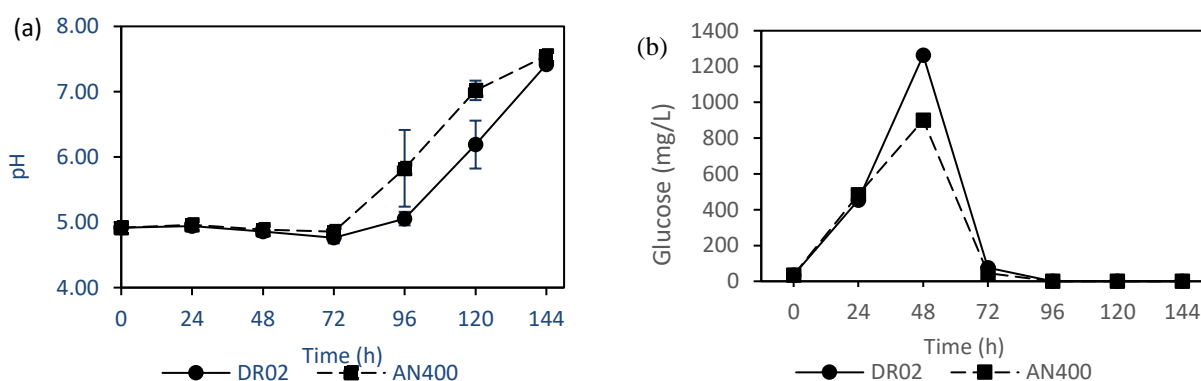 (a)
8.00
7.00
6.00
5.00
4.00
pH
0 24 48 72 96 120 144
Time (h)
DR02 AN400
(b)
1400
1200
1000
800
600
400
200
0
Glucose (mg/L)
0 24 48 72 96 120 144
Time (h)
DR02 AN400